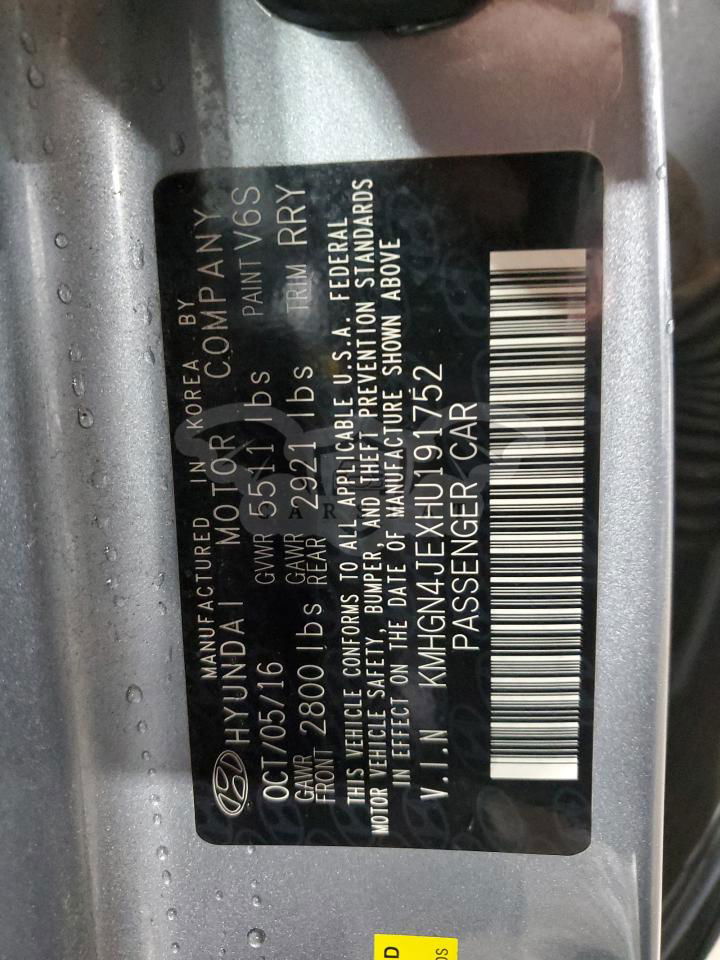 MANUFACTURED IN KOREA BY
HYUNDAI MOTOR COMPANY
OCT/05/16 GVWR 5511 lbs PAINT V6S
GAWR FRONT 2800 lbs GAWR REAR 2921 lbs TRIM RRY
THIS VEHICLE CONFORMS TO ALL APPLICABLE U.S.A. FEDERAL
MOTOR VEHICLE SAFETY, BUMPER, AND THEFT PREVENTION STANDARDS
IN EFFECT ON THE DATE OF MANUFACTURE SHOWN ABOVE
V.I.N KMHGN4JEXHU191752
PASSENGER CAR